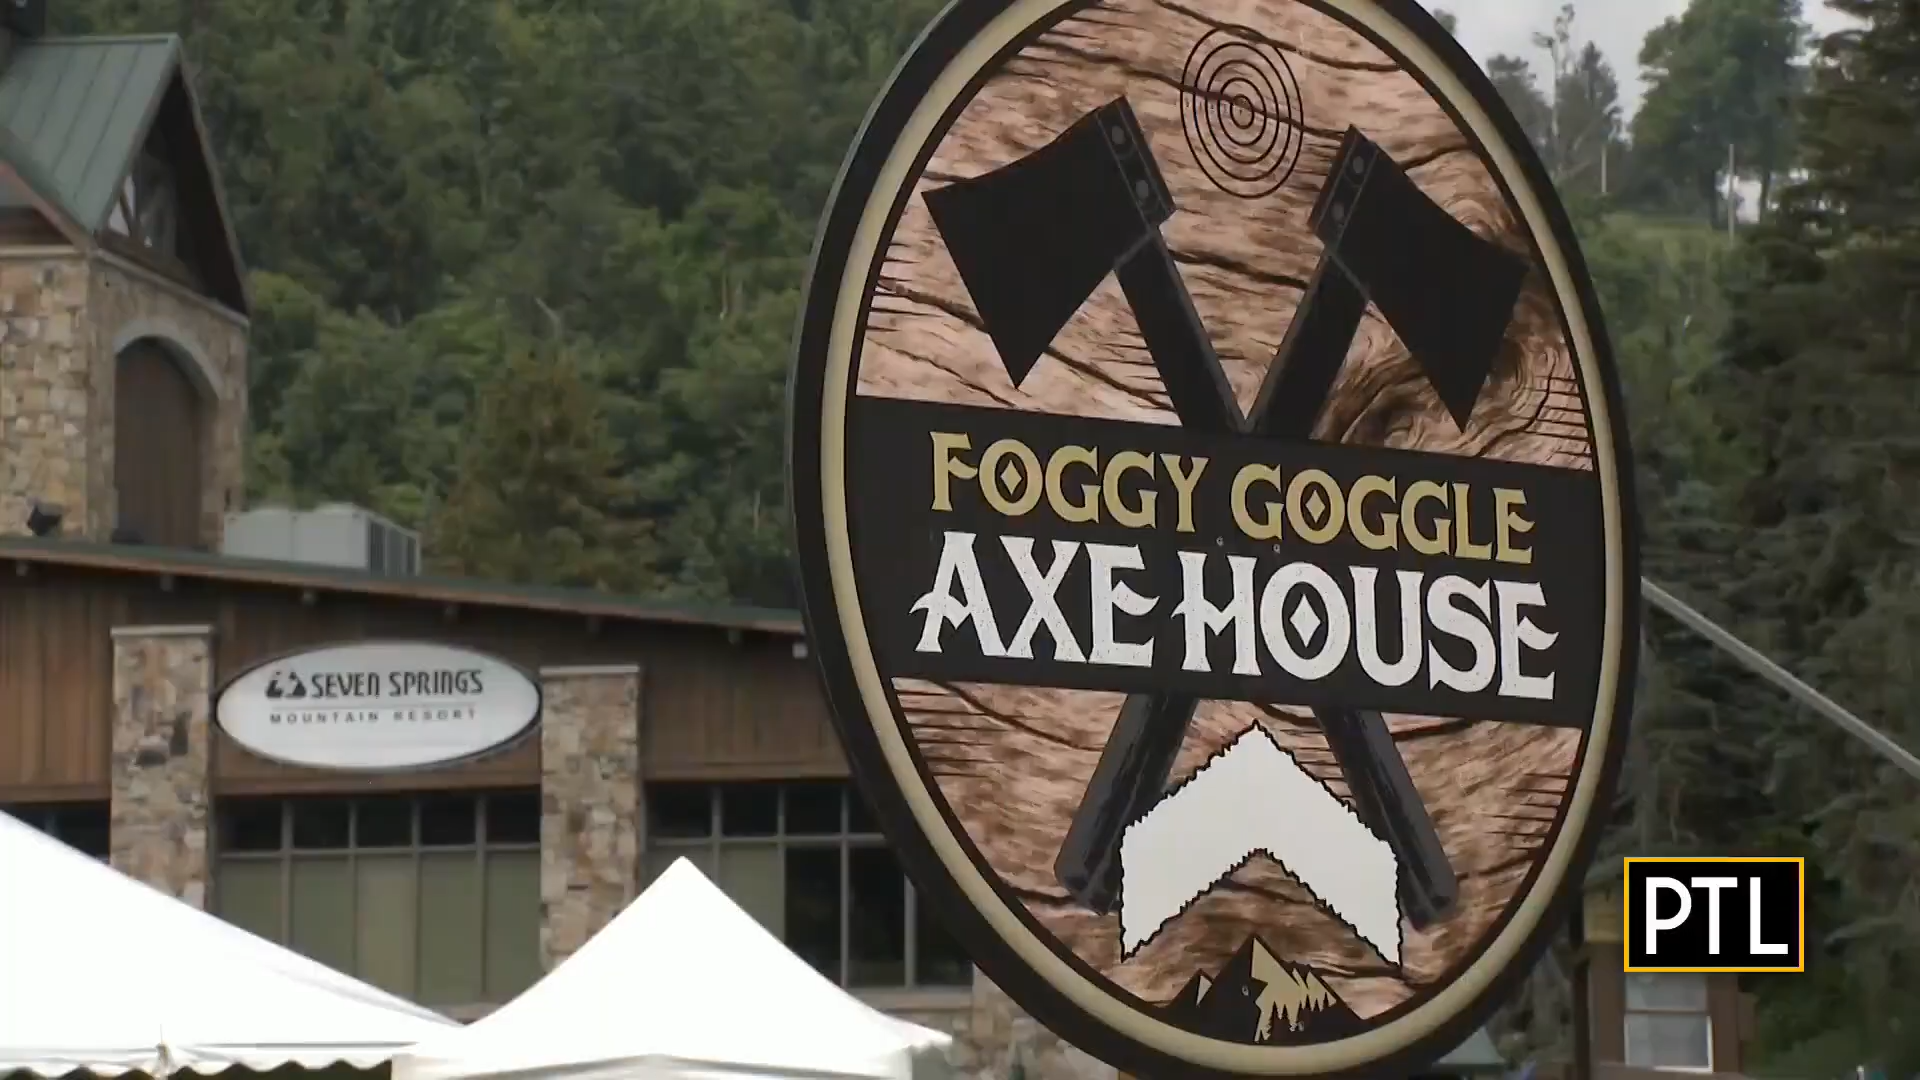 FOGGY GOGGLE
AXE HOUSE
SEVEN SPRINGS
MOUNTAIN RESORT
PTL